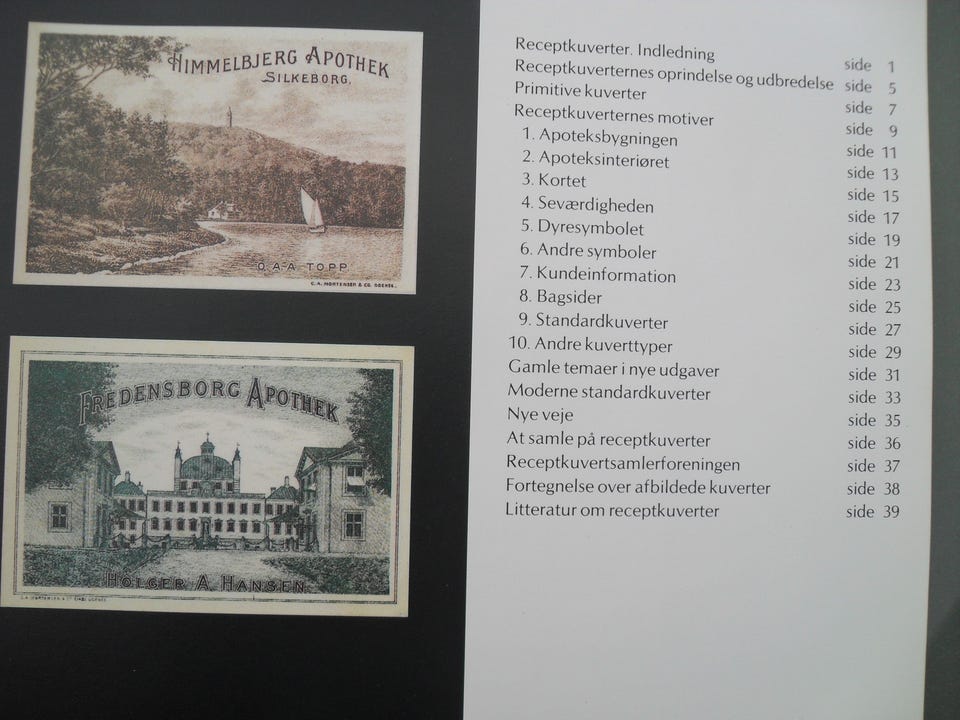 HIMMELBJERG APOTHEK
SILKEBORG.
O. A. A. TOPP.
FREDENSBORG APOTHEK
HOLGER A. HANSEN.
Receptkuverter. Indledning side 1
Receptkuverternes oprindelse og udbredelse side 5
Primitive kuverter side 7
Receptkuverternes motiver side 9
1. Apoteksbygningen side 11
2. Apoteksinteriøret side 13
3. Kortet side 15
4. Seværdigheden side 17
5. Dyresymbolet side 19
6. Andre symboler side 21
7. Kundeinformation side 23
8. Bagsider side 25
9. Standardkuverter side 27
10. Andre kuverttyper side 29
Gamle temaer i nye udgaver side 31
Moderne standardkuverter side 33
Nye veje side 35
At samle på receptkuverter side 36
Receptkuvertsamlerforeningen side 37
Fortegnelse over afbildede kuverter side 38
Litteratur om receptkuverter side 39